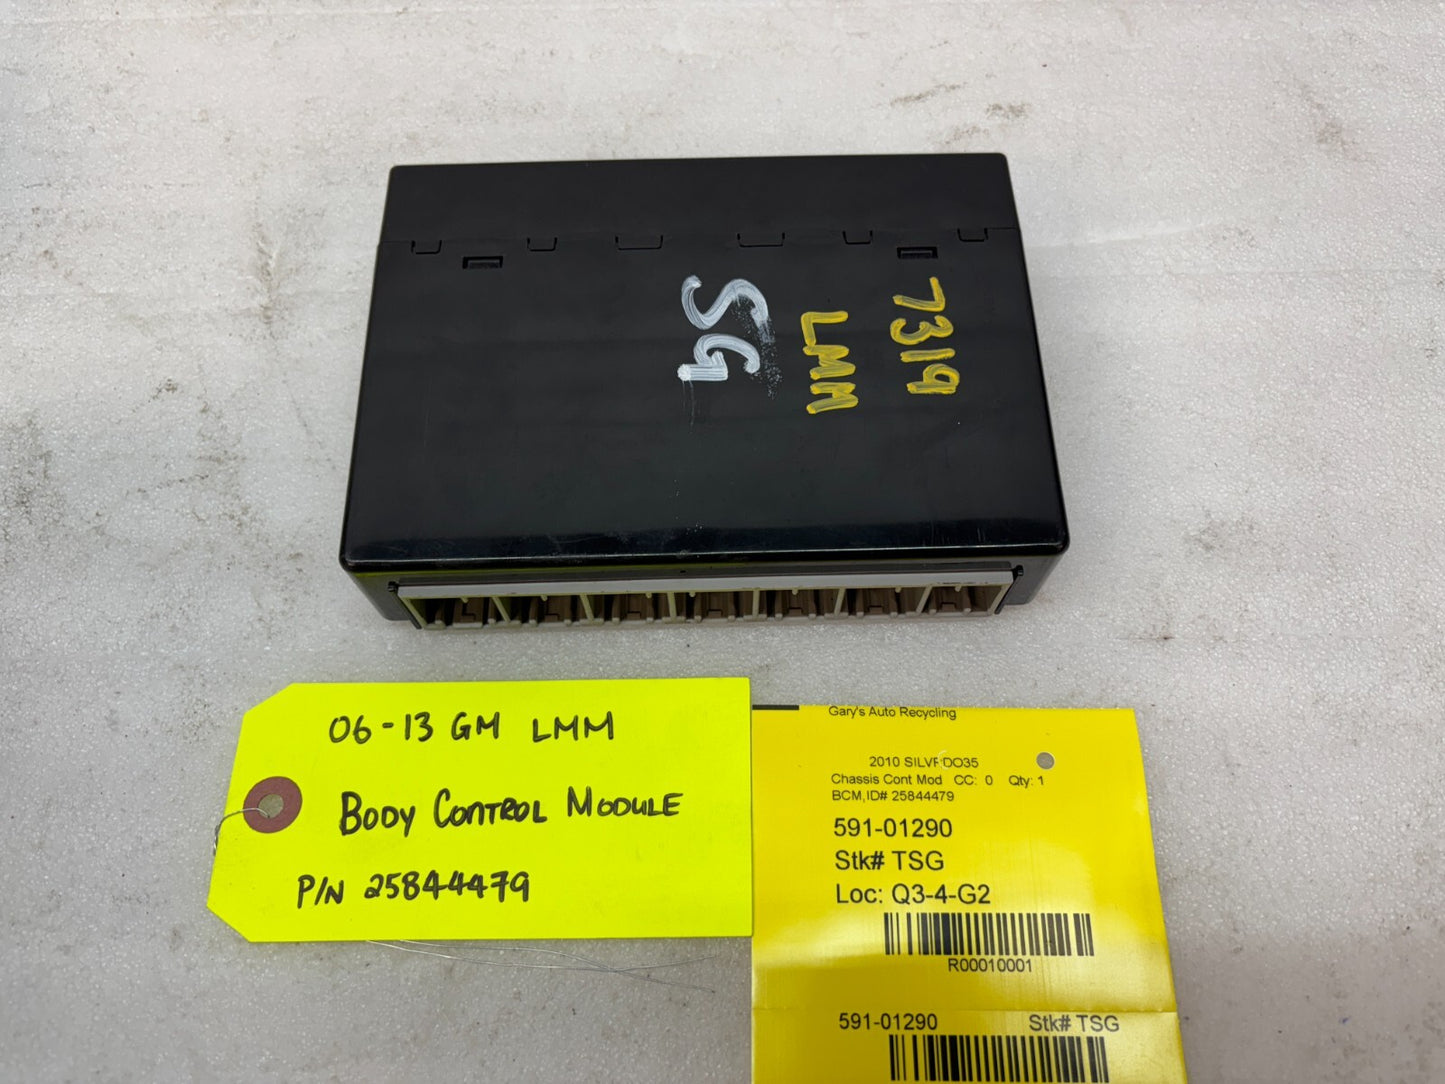 7319
LMM
SG
06-13 GM LMM
BODY CONTROL MODULE
P/N 25844479
Gary's Auto Recycling
2010 SILVRDO35
Chassis Cont Mod CC: 0 Qty: 1
BCM,ID# 25844479
591-01290
Stk# TSG
Loc: Q3-4-G2
R00010001
591-01290 Stk# TSG